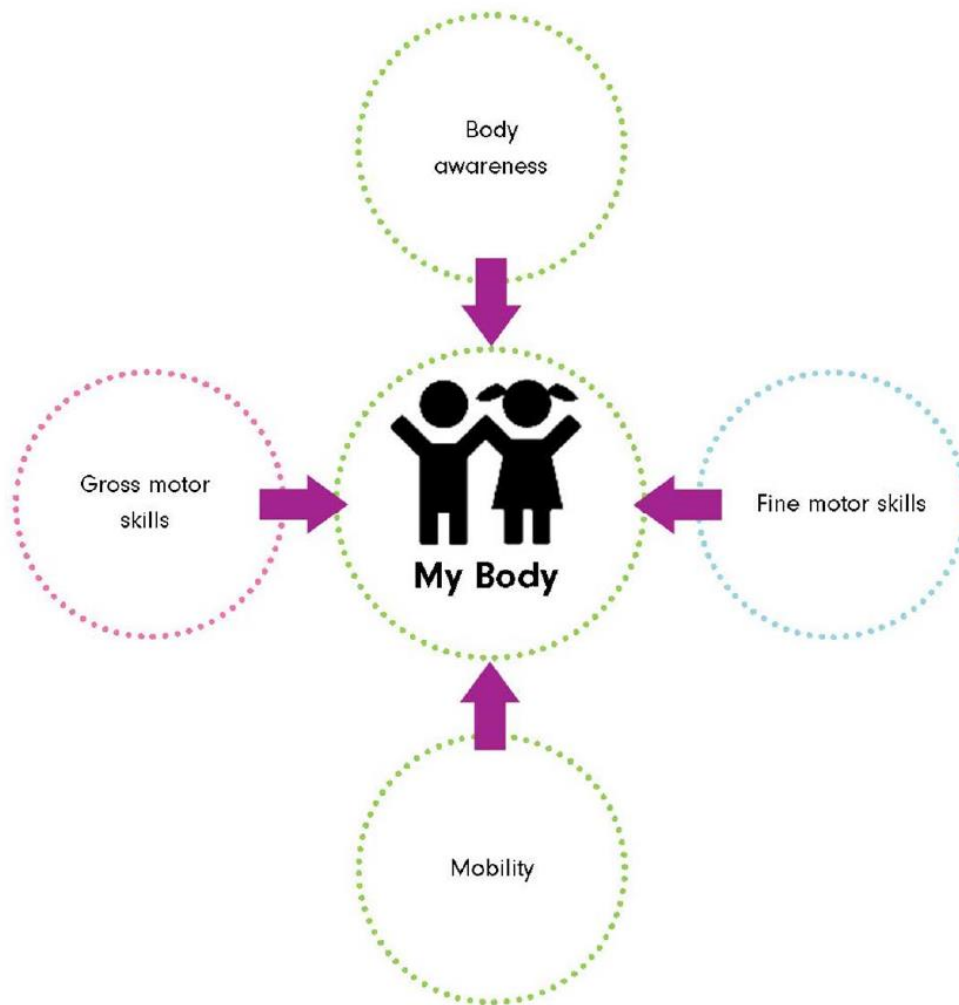 Body
awareness
Gross motor
skills
My Body
Fine motor skills
Mobility